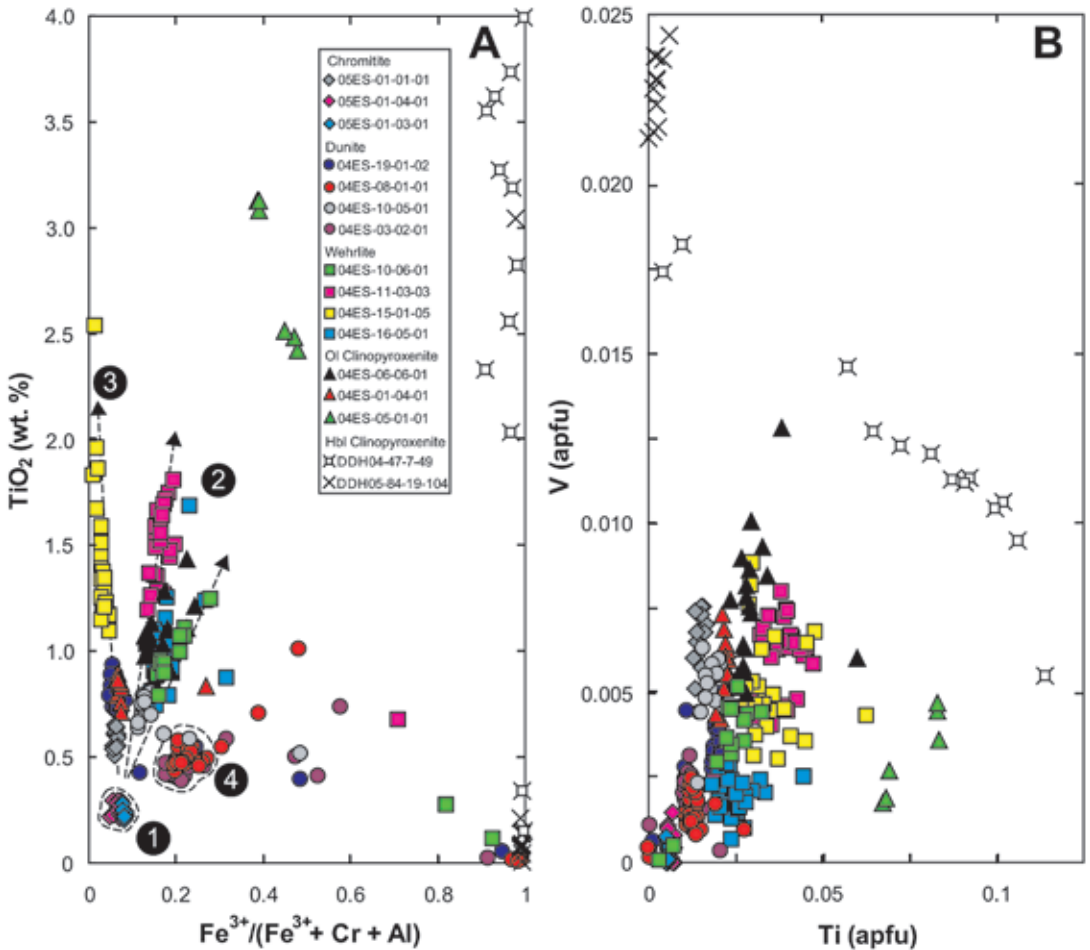 A
TiO2 (wt. %)
4.0
3.5
3.0
2.5
2.0
1.5
1.0
0.5
0
0
0.2
0.4
0.6
0.8
1
Fe3+/(Fe3+ + Cr + Al)
Chromitite
05ES-01-01-01
05ES-01-04-01
05ES-01-03-01
Dunite
04ES-19-01-02
04ES-08-01-01
04ES-10-05-01
04ES-03-02-01
Wehrlite
04ES-10-06-01
04ES-11-03-03
04ES-15-01-05
04ES-16-05-01
Ol Clinopyroxenite
04ES-06-06-01
04ES-01-04-01
04ES-05-01-01
Hbl Clinopyroxenite
DDH04-47-7-49
DDH05-84-19-104
3
2
4
1
B
V (apfu)
0.025
0.020
0.015
0.010
0.005
0
0
0.05
0.1
Ti (apfu)